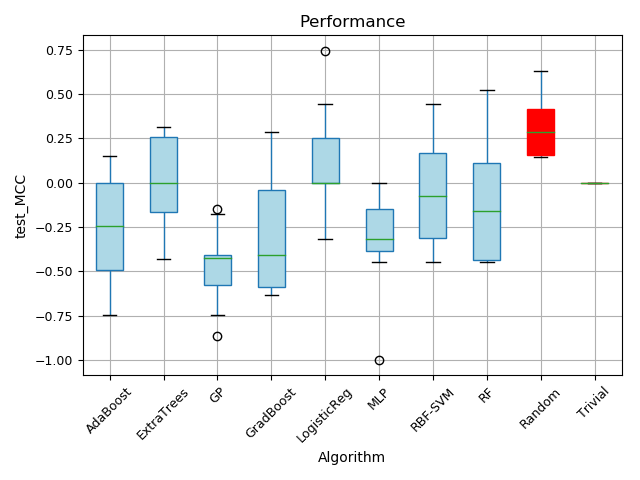 Performance
test_MCC
0.75
0.50
0.25
0.00
−0.25
−0.50
−0.75
−1.00
AdaBoost
ExtraTrees
GP
GradBoost
LogisticReg
MLP
RBF-SVM
RF
Random
Trivial
Algorithm